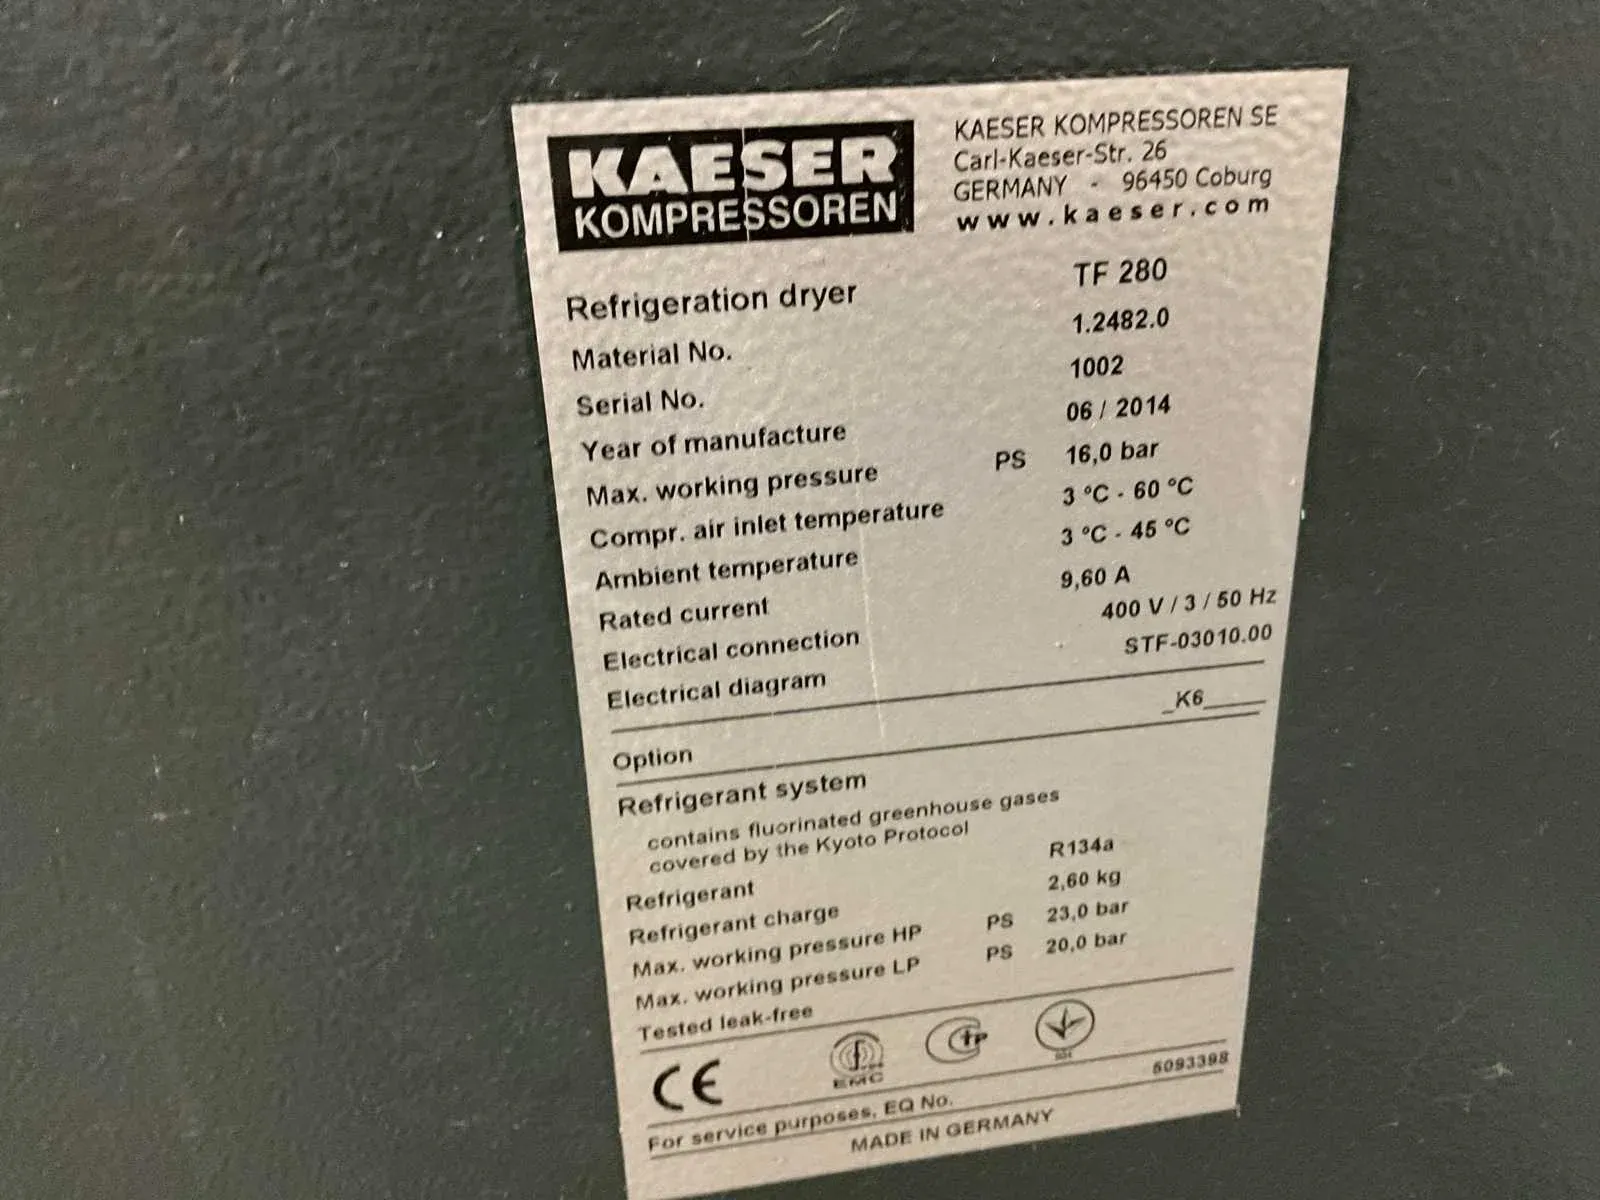 KAESER
KOMPRESSOREN
KAESER KOMPRESSOREN SE
Carl-Kaeser-Str. 26
GERMANY - 96450 Coburg
www.kaeser.com
Refrigeration dryer TF 280
Material No. 1.2482.0
Serial No. 1002
Year of manufacture 06 / 2014
Max. working pressure PS 16,0 bar
Compr. air inlet temperature 3 °C - 60 °C
Ambient temperature 3 °C - 45 °C
Rated current 9,60 A
Electrical connection 400 V / 3 / 50 Hz
Electrical diagram STF-03010.00
Option _K6____
Refrigerant system
contains fluorinated greenhouse gases
covered by the Kyoto Protocol
Refrigerant R134a
Refrigerant charge 2,60 kg
Max. working pressure HP PS 23,0 bar
Max. working pressure LP PS 20,0 bar
Tested leak-free
CE
EMC
For service purposes, EQ No. 5093398
MADE IN GERMANY